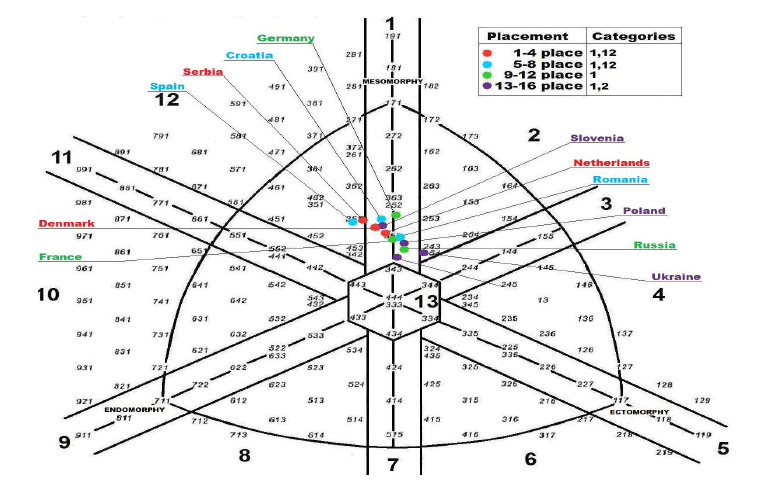 1
191
Germany
Croatia
Serbia
Spain
Placement Categories
1-4 place 1,12
5-8 place 1,12
9-12 place 1
13-16 place 1,2
281
391 181
MESOMORPHY
491 281 182
12
591 381 171
371 172
2
791 581 371 272 173
Slovenia
11
891 681 471 372 162
261
Netherlands
991 781 571 361 262 163
Romania
881 671 461 352 263 164
981 771 561 462 363
351 252 153
3
Poland
Denmark
871 661 451 253 154
971 761 551 452 254 155
Russia
France
861 651 552 453 243 144
441 342
961 751 541 442 343 244 145
Ukraine
10
851 641 443 344 245 146
4
951 741 642 543 444 13 234 13
432 333 345
841 631 532 433 334 235 136
941 731 632 533 434 335 236 137
831 621 522 534 324 225 126
633 435 336
931 721 622 523 424 325 226 127
821 722 623 524 425 326 227 128
921 711 612 513 414 315 216 117 129
ENDOMORPHY
ECTOMORPHY
811 712 613 514 415 316 217 118
911 713 614 515 416 317 218 119
9
5
8
7
6
219